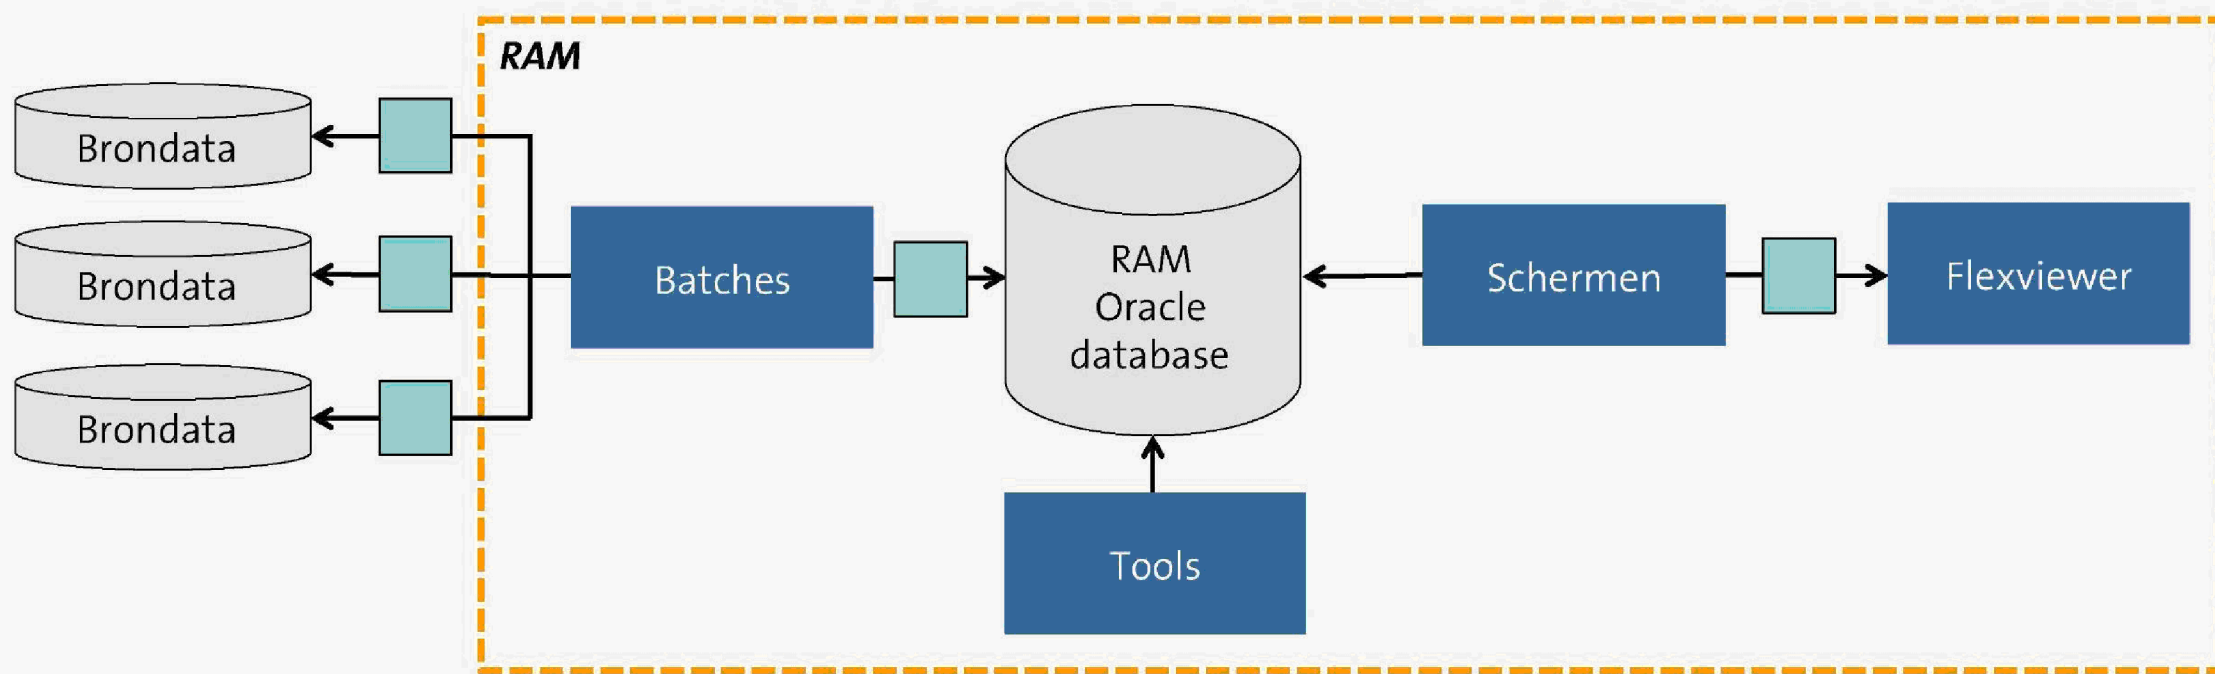 RAM
Brondata
Brondata
Brondata
Batches
RAM
Oracle
database
Schermen
Flexviewer
Tools